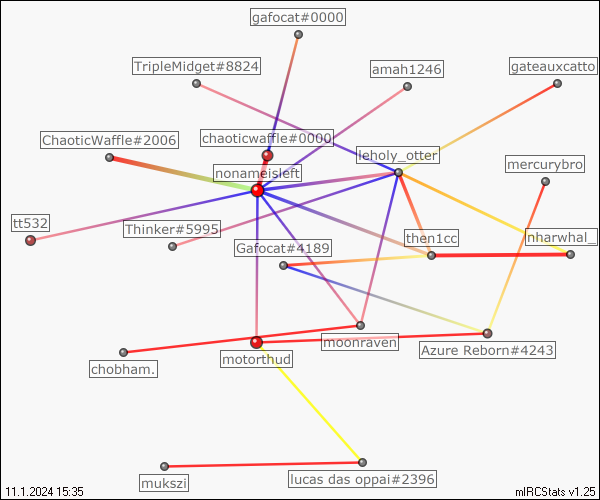 gafocat#0000
TripleMidget#8824
amah1246
gateauxcatto
ChaoticWaffle#2006
chaoticwaffle#0000
leholy_otter
mercurybro
nonameisleft
tt532
Thinker#5995
then1cc
nharwhal_
Gafocat#4189
moonraven
Azure Reborn#4243
chobham.
motorthud
mukszi
lucas das oppai#2396
11.1.2024 15:35
mIRCStats v1.25